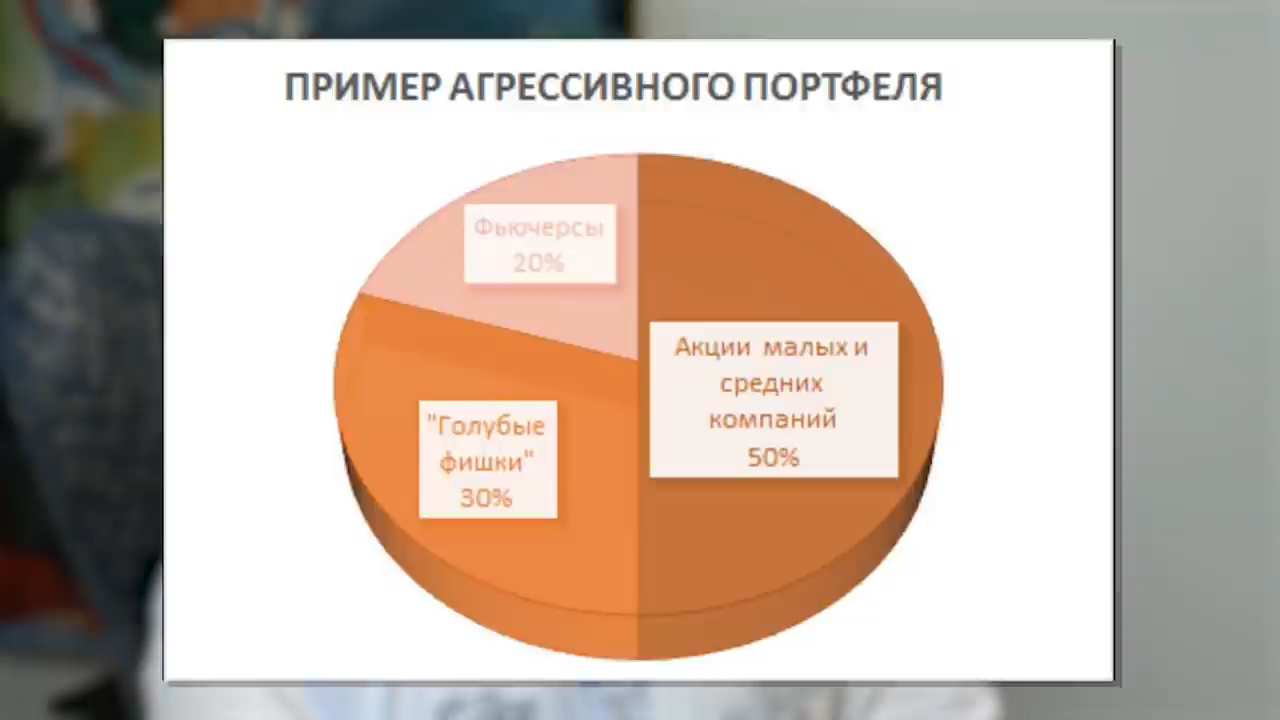 ПРИМЕР АГРЕССИВНОГО ПОРТФЕЛЯ
Фьючерсы
20%
Акции малых и
средних
компаний
50%
"Голубые
фишки"
30%